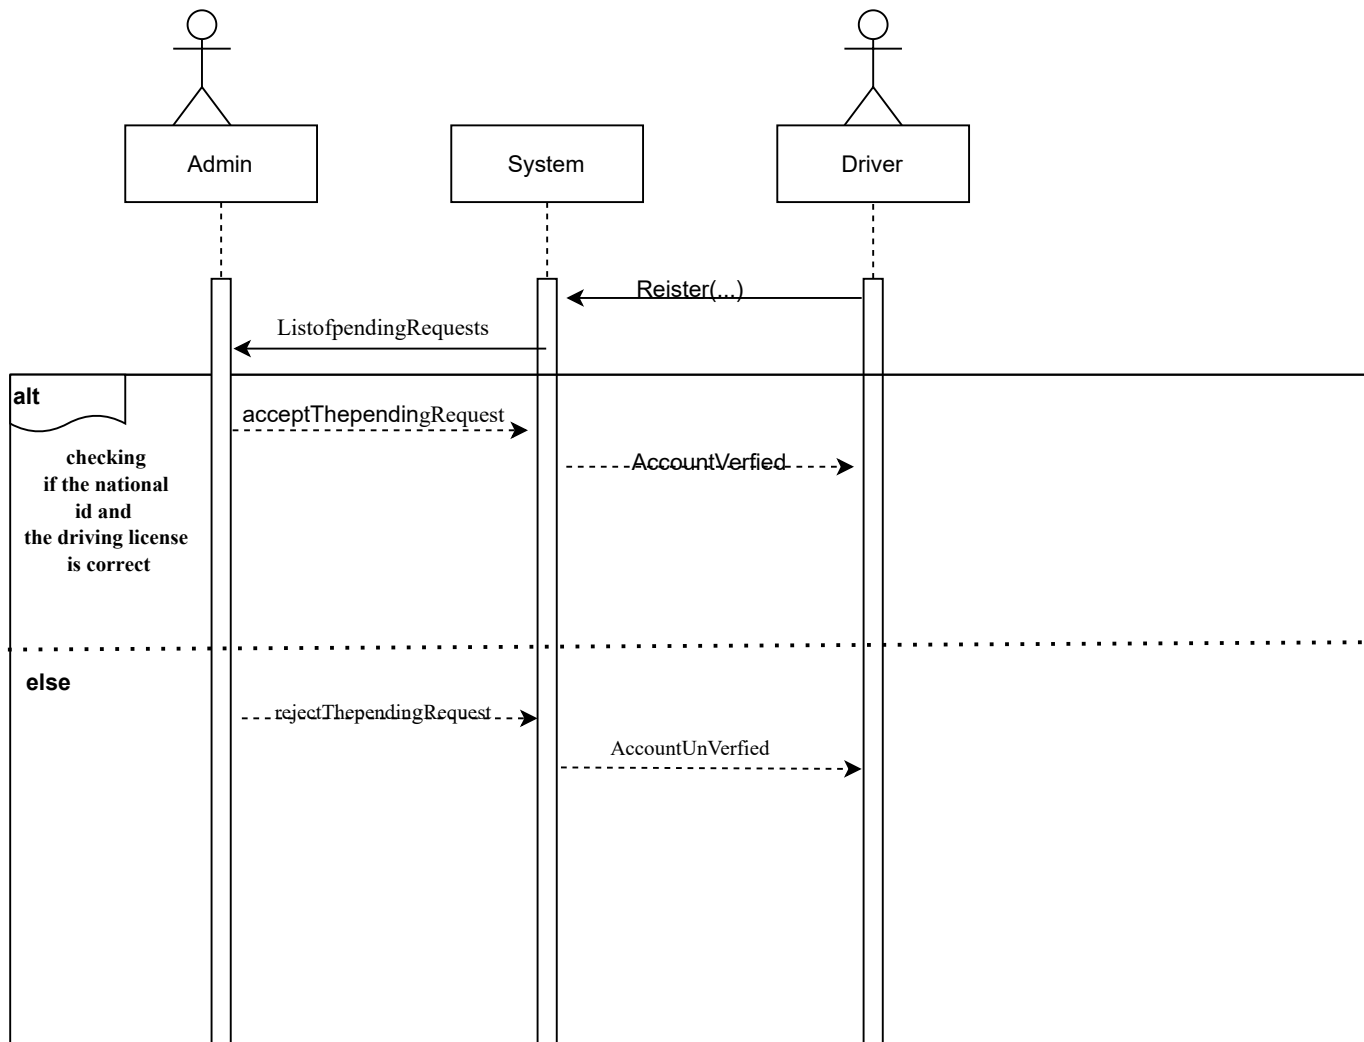 Admin
System
Driver
Reister(...)
ListofpendingRequests
alt
acceptThependingRequest
AccountVerfied
checking
if the national
id and
the driving license
is correct
else
rejectThependingRequest
AccountUnVerfied